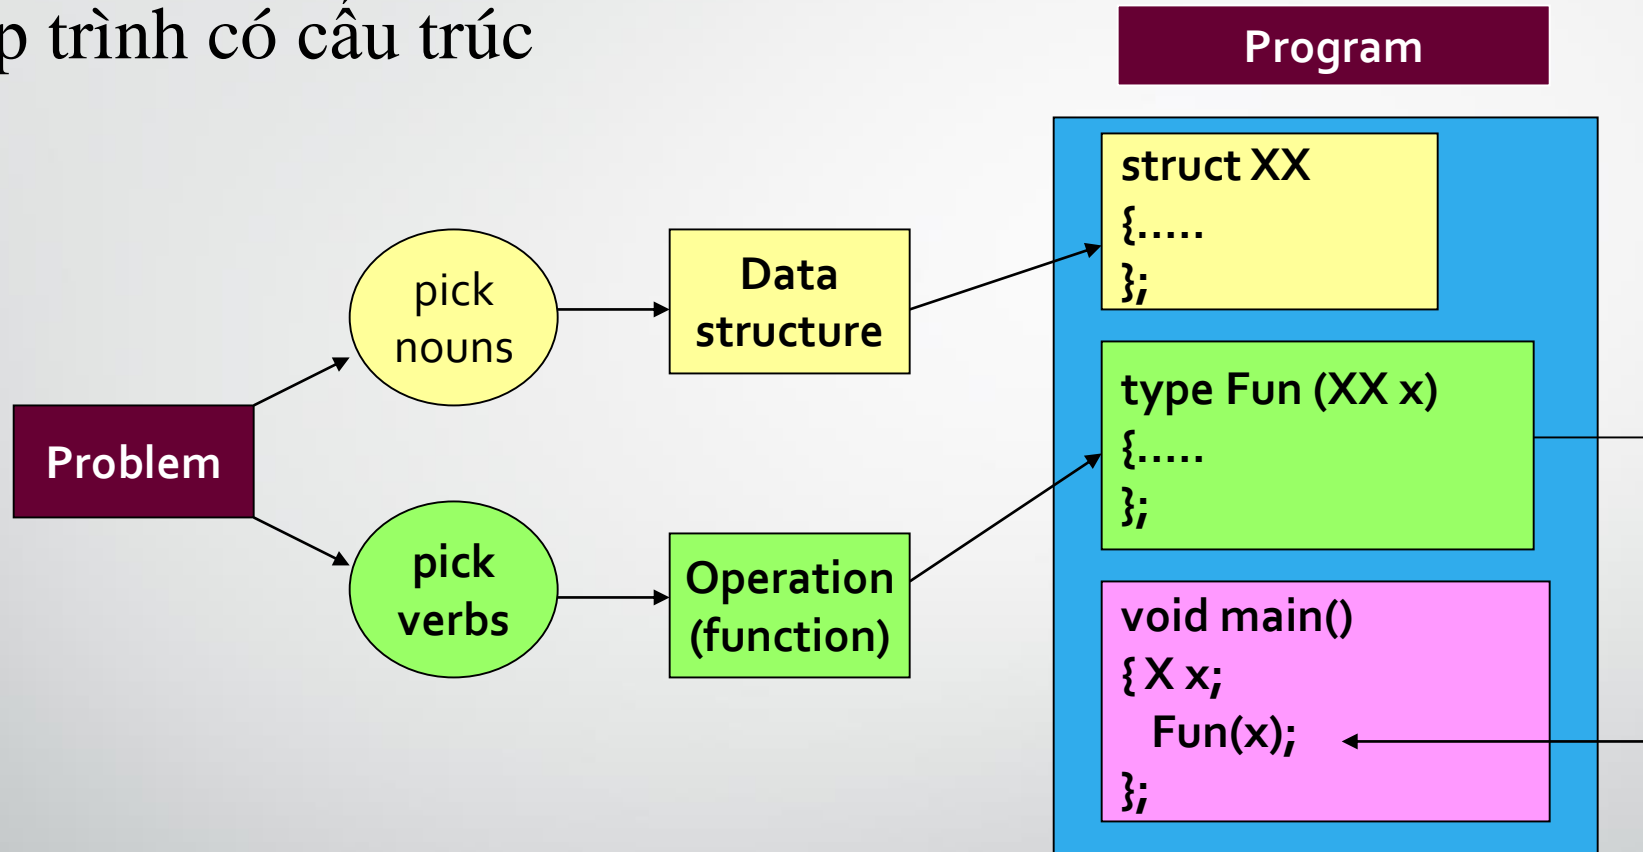 trình có cấu trúc
Program
struct XX
{.....
};
pick
nouns
Data
structure
type Fun (XX x)
{.....
};
Problem
pick
verbs
Operation
(function)
void main()
{ X x;
Fun(x);
};